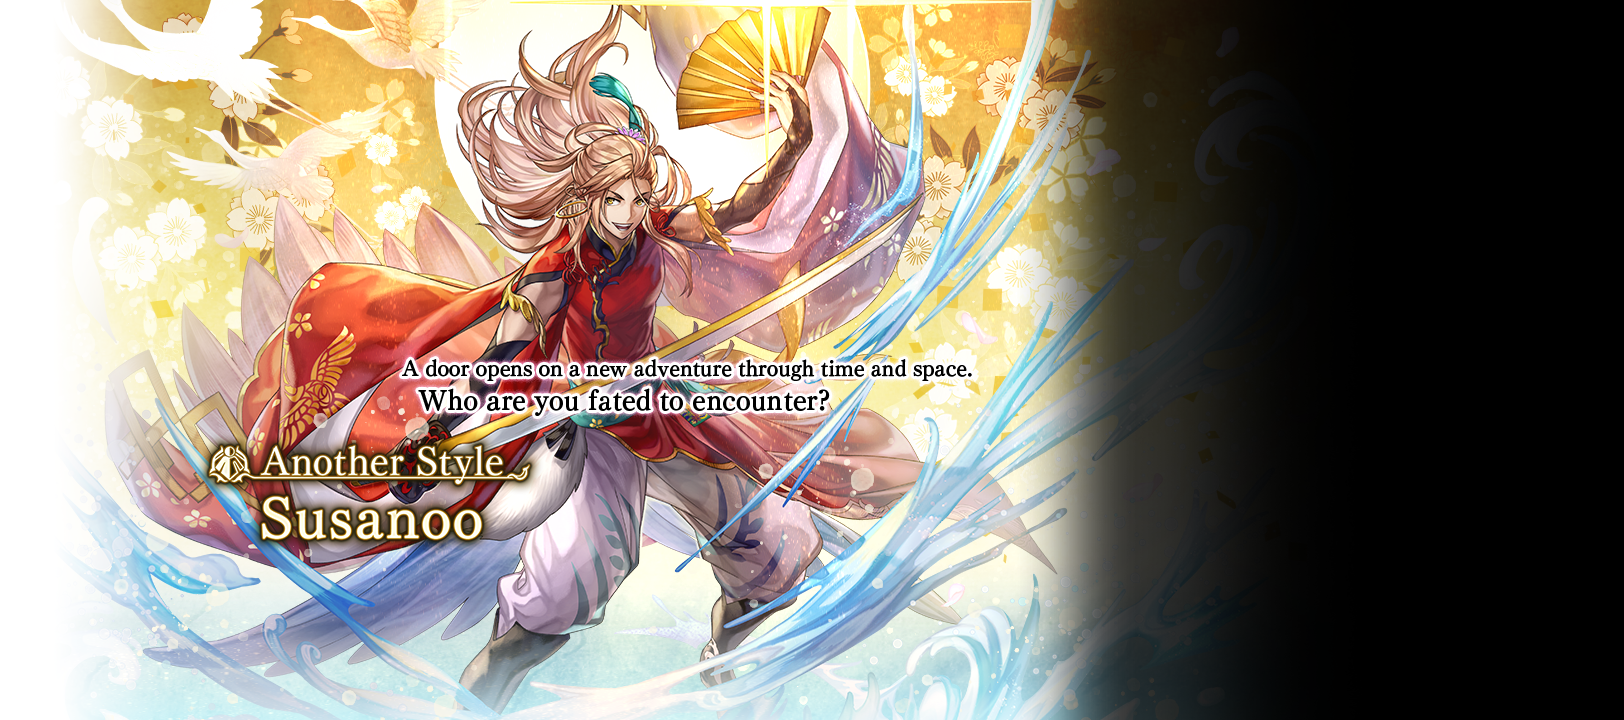 A door opens on a new adventure through time and space.
Who are you fated to encounter?
Another Style
Susanoo